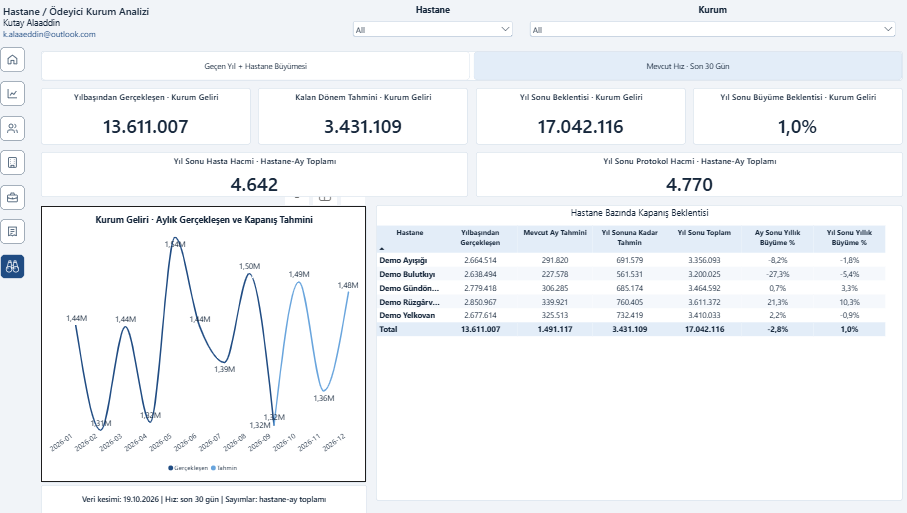 Hastane / Ödeyici Kurum Analizi
Kutay Alaaddin
k.alaaeddin@outlook.com
Hastane
Kurum
All
All
Geçen Yıl + Hastane Büyümesi
Mevcut Hız · Son 30 Gün
Yılbaşından Gerçekleşen · Kurum Geliri
13.611.007
Kalan Dönem Tahmini · Kurum Geliri
3.431.109
Yıl Sonu Beklentisi · Kurum Geliri
17.042.116
Yıl Sonu Büyüme Beklentisi · Kurum Geliri
1,0%
Yıl Sonu Hasta Hacmi · Hastane-Ay Toplamı
4.642
Yıl Sonu Protokol Hacmi · Hastane-Ay Toplamı
4.770
Kurum Geliri · Aylık Gerçekleşen ve Kapanış Tahmini
1,44M
1,31M
1,44M
1,32M
1,54M
1,44M
1,39M
1,50M
1,32M
1,32M
1,49M
1,36M
1,48M
2026-01
2026-02
2026-03
2026-04
2026-05
2026-06
2026-07
2026-08
2026-09
2026-10
2026-11
2026-12
Gerçekleşen
Tahmin
Veri kesimi: 19.10.2026 | Hız: son 30 gün | Sayımlar: hastane-ay toplamı
Hastane Bazında Kapanış Beklentisi
Hastane Yılbaşından Gerçekleşen Mevcut Ay Tahmini Yıl Sonuna Kadar Tahmin Yıl Sonu Toplam Ay Sonu Yıllık Büyüme % Yıl Sonu Yıllık Büyüme %
Demo Ayışığı 2.664.514 291.820 691.579 3.356.093 -8,2% -1,8%
Demo Bulutkıyı 2.638.494 227.578 561.531 3.200.025 -27,3% -5,4%
Demo Gündön... 2.779.418 306.285 685.174 3.464.592 0,7% 3,3%
Demo Rüzgârv... 2.850.967 339.921 760.405 3.611.372 21,3% 10,3%
Demo Yelkovan 2.677.614 325.513 732.419 3.410.033 2,2% -0,9%
Total 13.611.007 1.491.117 3.431.109 17.042.116 -2,8% 1,0%